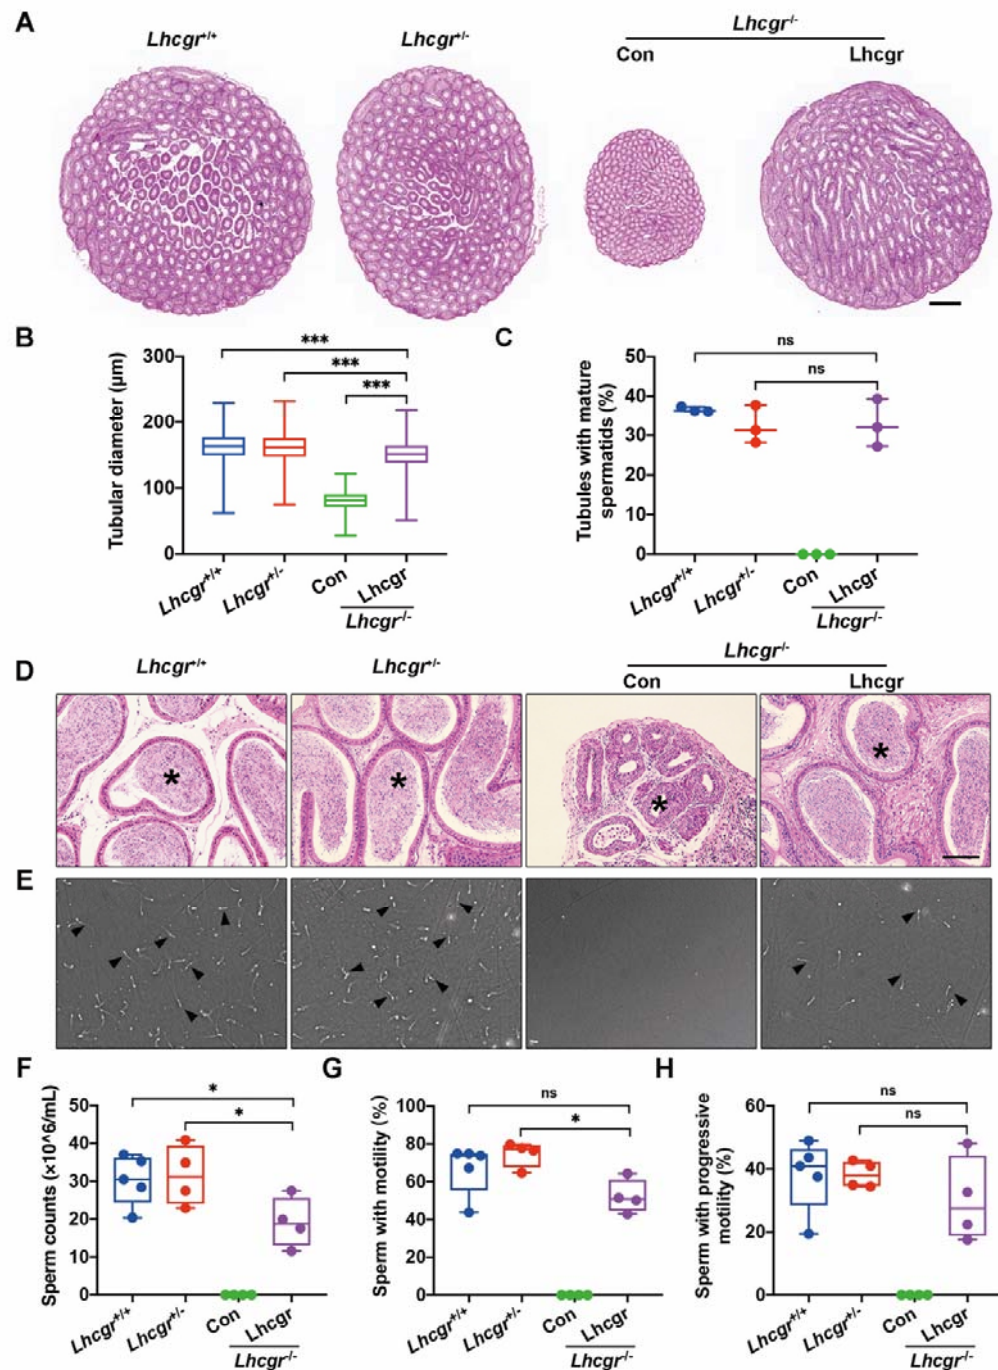 A
Lhcgr+/+
Lhcgr+/-
Lhcgr-/-
Con
Lhcgr
B
Tubular diameter (µm)
300
200
100
0
***
***
***
Lhcgr+/+
Lhcgr+/-
Con
Lhcgr
Lhcgr-/-
C
Tubules with mature
spermatids (%)
50
40
30
20
10
0
ns
ns
Lhcgr+/+
Lhcgr+/-
Con
Lhcgr
Lhcgr-/-
D
Lhcgr+/+
Lhcgr+/-
Lhcgr-/-
Con
Lhcgr
*
*
*
*
E
F
Sperm counts (×10^6/mL)
50
40
30
20
10
0
*
*
Lhcgr+/+
Lhcgr+/-
Con
Lhcgr
Lhcgr-/-
G
Sperm with motility (%)
100
80
60
40
20
0
ns
*
Lhcgr+/+
Lhcgr+/-
Con
Lhcgr
Lhcgr-/-
H
Sperm with progressive
motility (%)
60
40
20
0
ns
ns
Lhcgr+/+
Lhcgr+/-
Con
Lhcgr
Lhcgr-/-